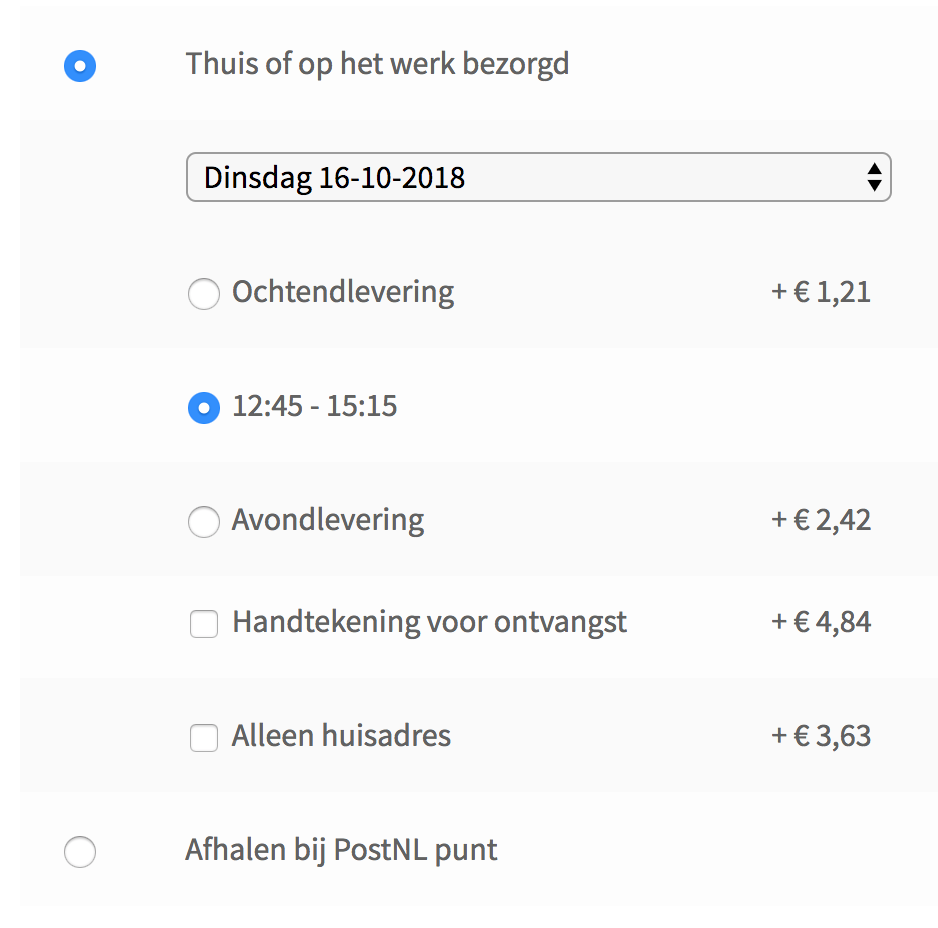 Thuis of op het werk bezorgd
Dinsdag 16-10-2018
Ochtendlevering + € 1,21
12:45 - 15:15
Avondlevering + € 2,42
Handtekening voor ontvangst + € 4,84
Alleen huisadres + € 3,63
Afhalen bij PostNL punt